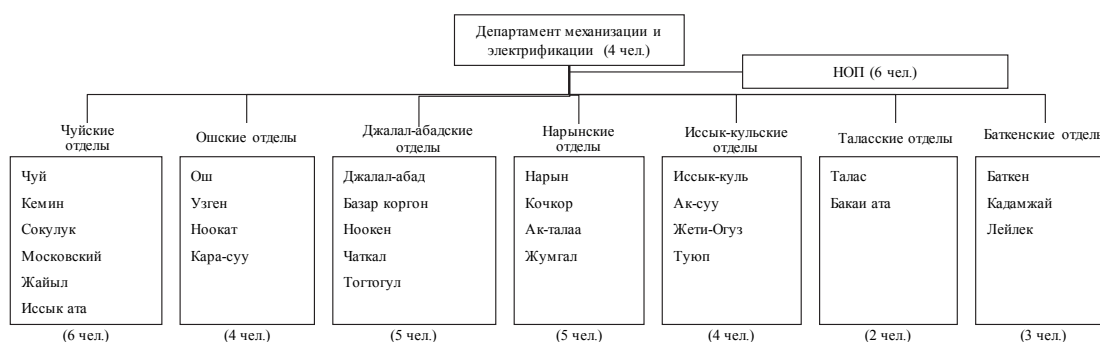 Департамент механизации и
электрификации (4 чел.)
НОП (6 чел.)
Чуйские
отделы
Ошские отделы
Джалал-абадские
отделы
Нарынские
отделы
Иссык-кульские
отделы
Таласские отделы
Баткенские отделы
Чуй
Кемин
Сокулук
Московский
Жайыл
Иссык ата
(6 чел.)
Ош
Узген
Ноокат
Кара-суу
(4 чел.)
Джалал-абад
Базар коргон
Ноокен
Чаткал
Тогтогул
(5 чел.)
Нарын
Кочкор
Ак-талаа
Жумгал
(5 чел.)
Иссык-куль
Ак-суу
Жети-Огуз
Туюп
(4 чел.)
Талас
Бакаи ата
(2 чел.)
Баткен
Кадамжай
Лейлек
(3 чел.)